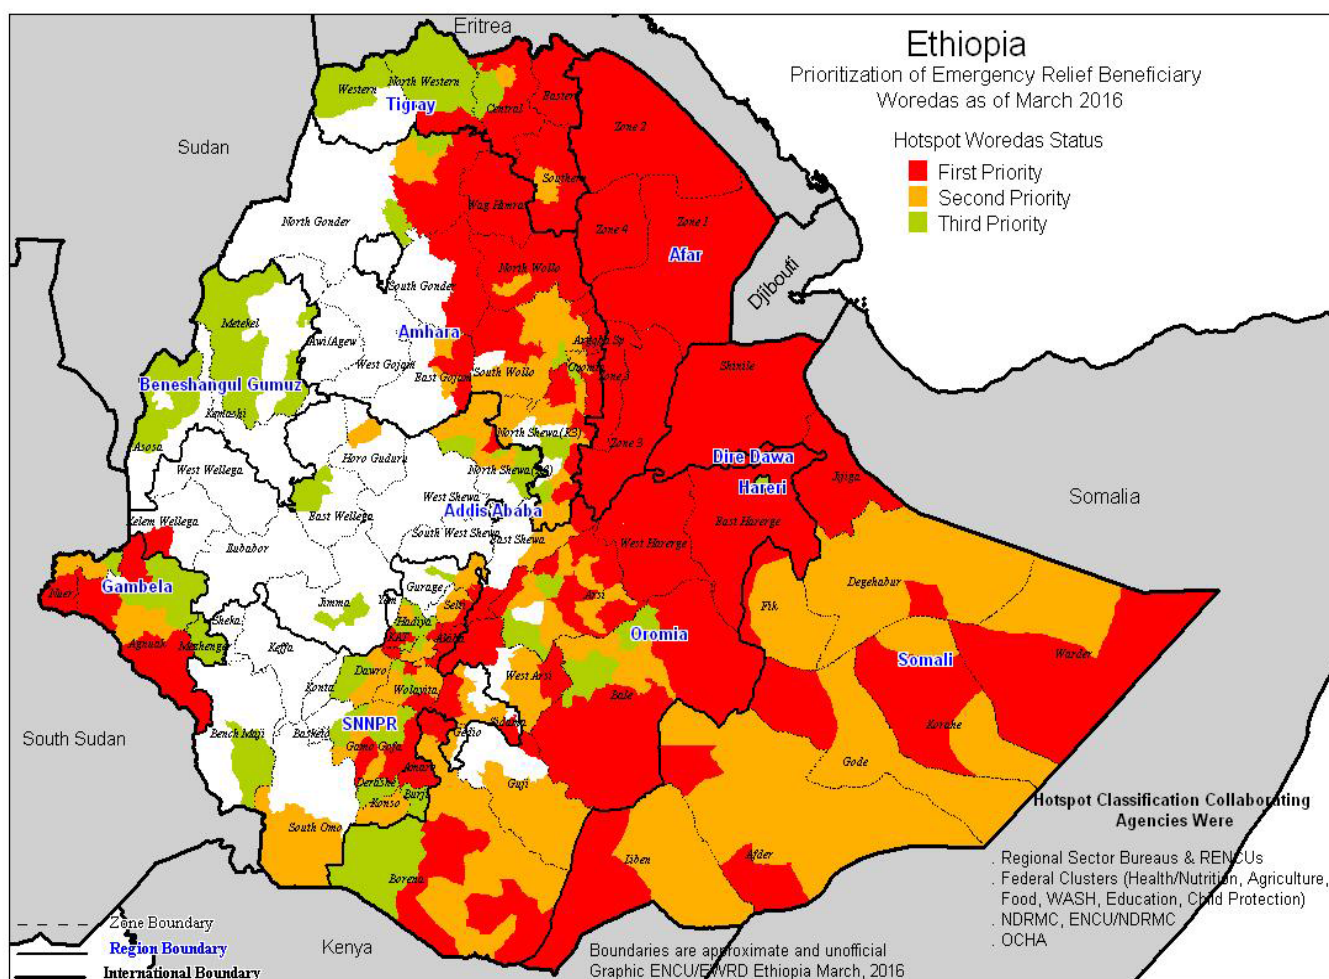 Eritrea
Ethiopia
Prioritization of Emergency Relief Beneficiary
Woredas as of March 2016
Hotspot Woredas Status
First Priority
Second Priority
Third Priority
Sudan
Western
North Western
Tigray
Central
Eastern
Zone 2
Southern
Wag Himra
North Gonder
Zone 4
Zone 1
Afar
Djibouti
North Wollo
South Gonder
Metekel
Amhara
Awi/Agew
West Gojam
East Gojam
South Wollo
Oromia
Zone 5
Shinile
Beneshangul Gumuz
Kamashi
Asosa
North Shewa(R3)
Zone 3
Horo Guduru
Dire Dawa
West Wellega
North Shewa(R4)
Hareri
Jijiga
West Shewa
Addis Ababa
Somalia
Kelem Wellega
East Wellega
South West Shewa
East Shewa
East Harerge
West Harerge
Illubabor
Gambela
Gurage
Degehabur
Nuer
Jimma
Yem
Selti
Arsi
Fik
Sheka
Hadiya
Oromia
Agnuak
Mezhenger
Keffa
KAT
Alaba
Somali
Warder
Dawro
West Arsi
Konta
Wolayita
Bale
SNNPR
Sidama
Korahe
South Sudan
Bench Maji
Basketo
Gedio
Gamo Gofa
Gode
Amaro
Derashe
Guji
Burji
Konso
South Omo
Liben
Afder
Borena
Hotspot Classification Collaborating
Agencies Were
. Regional Sector Bureaus & RENCUs
. Federal Clusters (Health/Nutrition, Agriculture,
Food, WASH, Education, Child Protection)
. NDRMC, ENCU/NDRMC
. OCHA
Zone Boundary
Region Boundary
International Boundary
Kenya
Boundaries are approximate and unofficial
Graphic ENCU/EWRD Ethiopia March, 2016